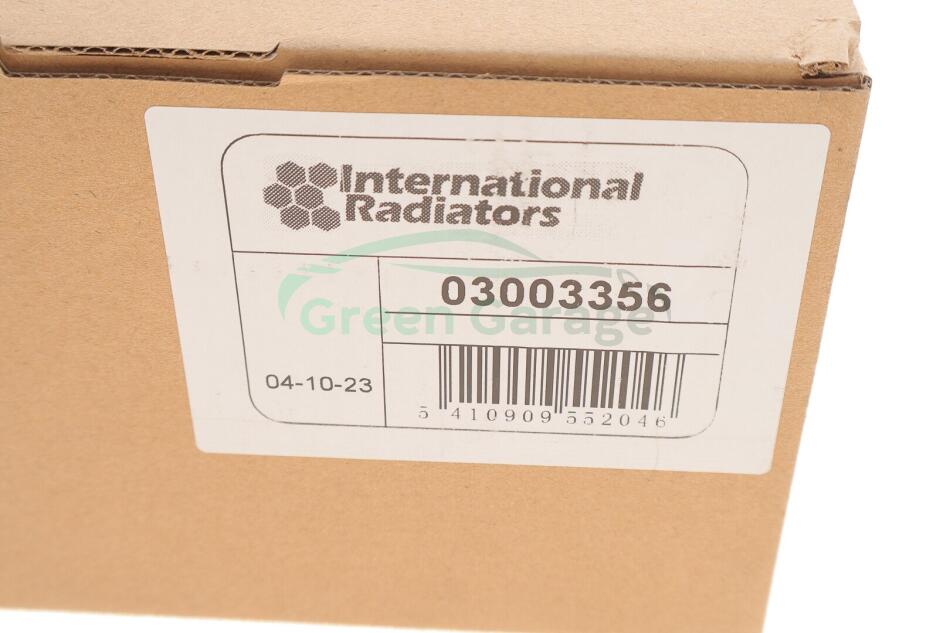 International
Radiators
03003356
Green Garage
04-10-23
5 410909 552046